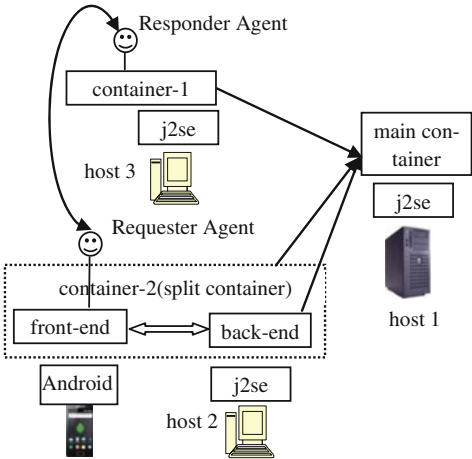 Responder Agent
container-1
j2se
host 3
main con-
tainer
j2se
host 1
Requester Agent
container-2(split container)
front-end
back-end
Android
j2se
host 2